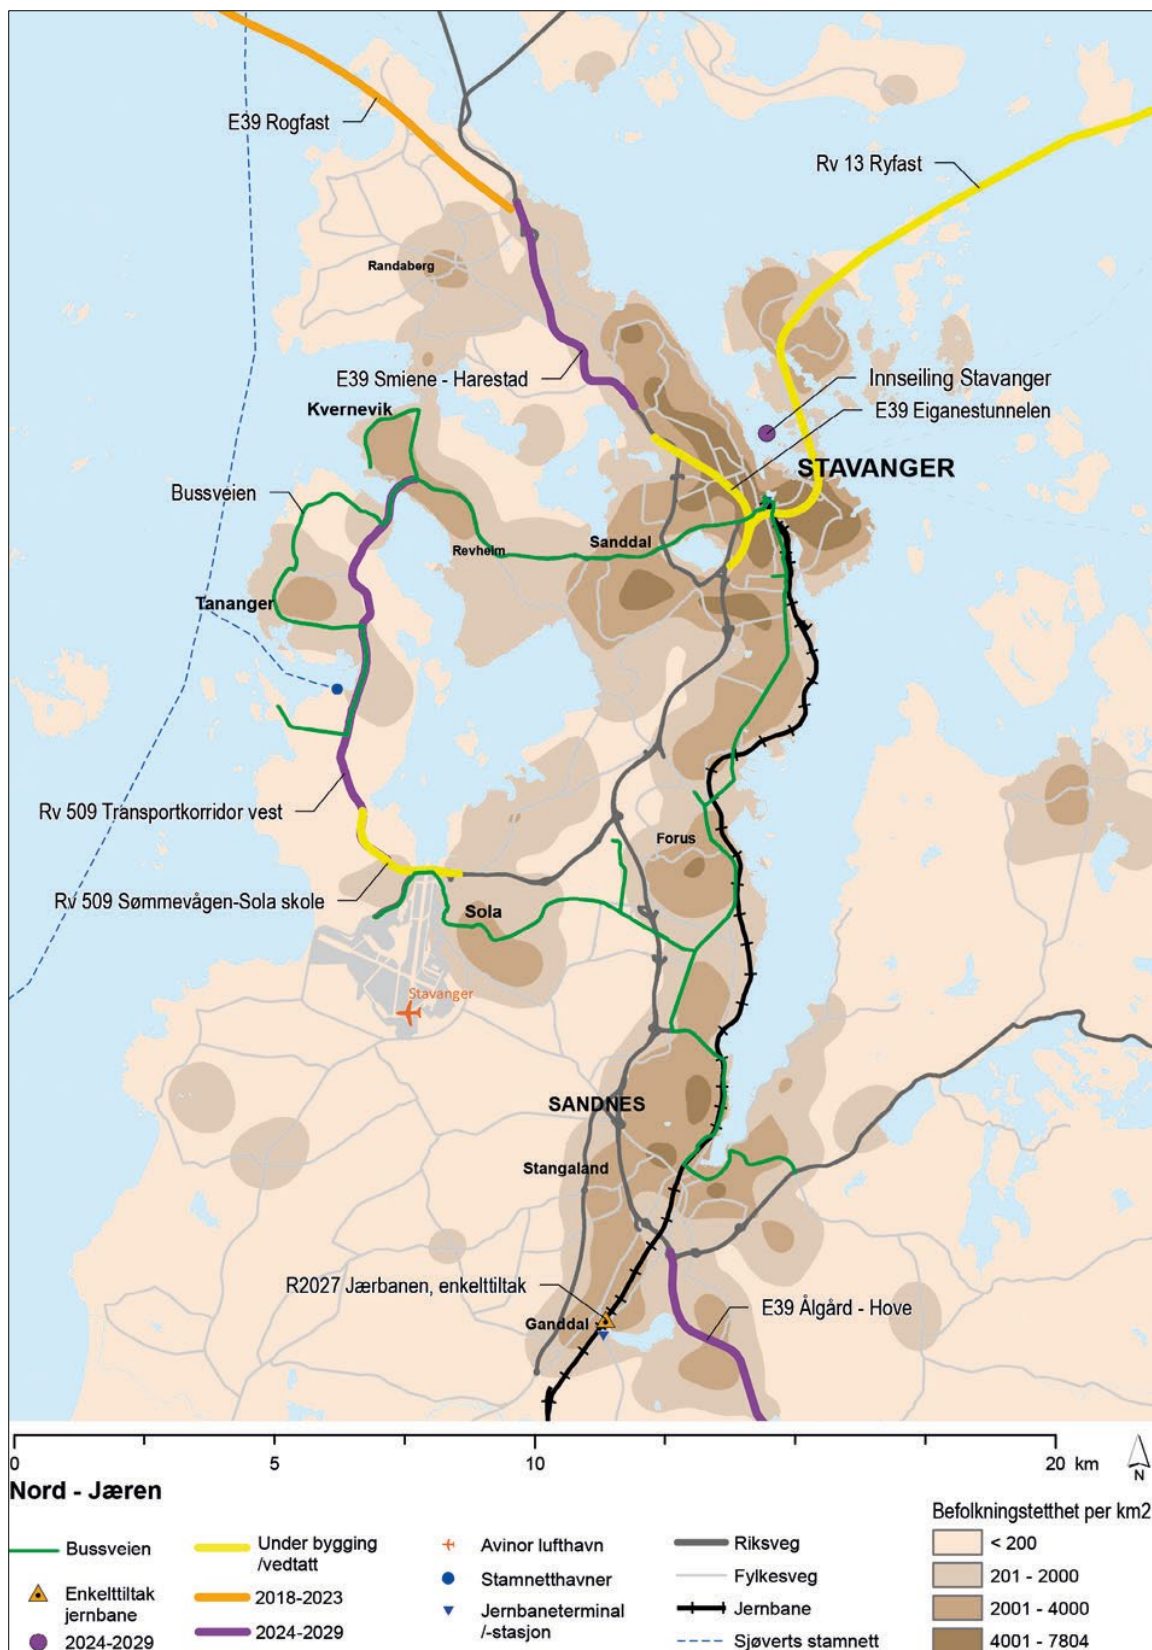 E39 Rogfast
Rv 13 Ryfast
Randaberg
E39 Smiene - Harestad
Innseiling Stavanger
Kvernevik
E39 Eiganestunnelen
STAVANGER
Bussveien
Sanddal
Revheim
Tananger
Rv 509 Transportkorridor vest
Forus
Rv 509 Sømmevågen-Sola skole
Sola
Stavanger
SANDNES
Stangaland
R2027 Jærbanen, enkelttiltak
E39 Ålgård - Hove
Ganddal
0 5 10 20 km
N
Nord - Jæren
Bussveien
Enkelttiltak
jernbane
2024-2029
Under bygging
/vedtatt
2018-2023
2024-2029
Avinor lufthavn
Stamnetthavner
Jernbaneterminal
/-stasjon
Riksveg
Fylkesveg
Jernbane
Sjøverts stamnett
Befolkningstetthet per km2
< 200
201 - 2000
2001 - 4000
4001 - 7804